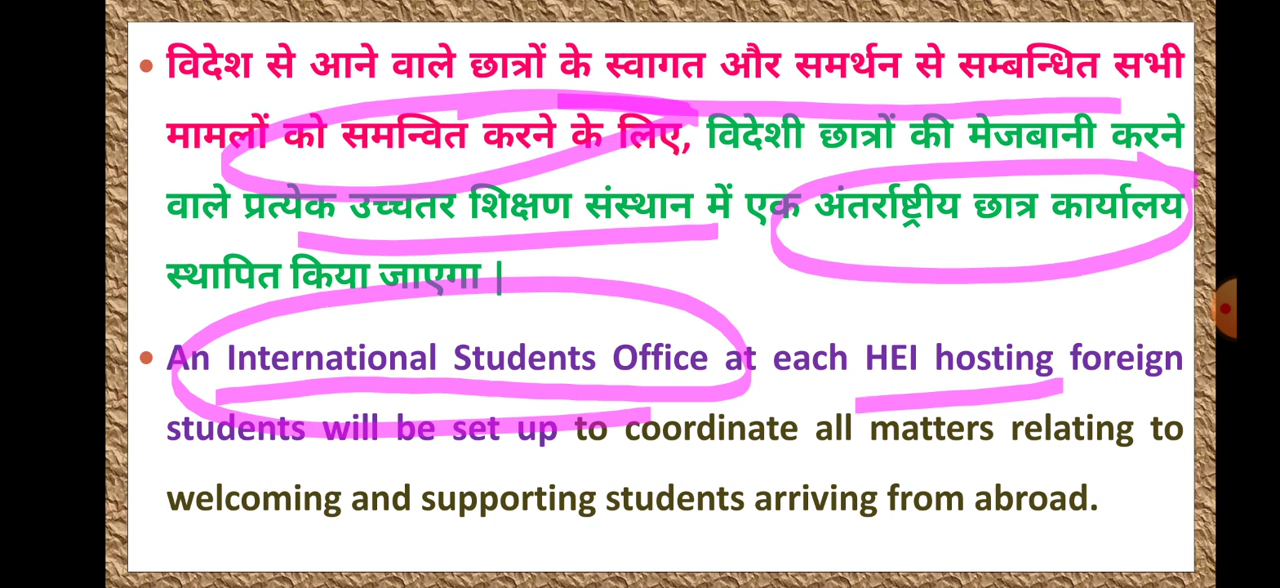 • विदेश से आने वाले छात्रों के स्वागत और समर्थन से सम्बन्धित सभी
मामलों को समन्वित करने के लिए, विदेशी छात्रों की मेजबानी करने
वाले प्रत्येक उच्चतर शिक्षण संस्थान में एक अंतर्राष्ट्रीय छात्र कार्यालय
स्थापित किया जाएगा |
• An International Students Office at each HEI hosting foreign
students will be set up to coordinate all matters relating to
welcoming and supporting students arriving from abroad.